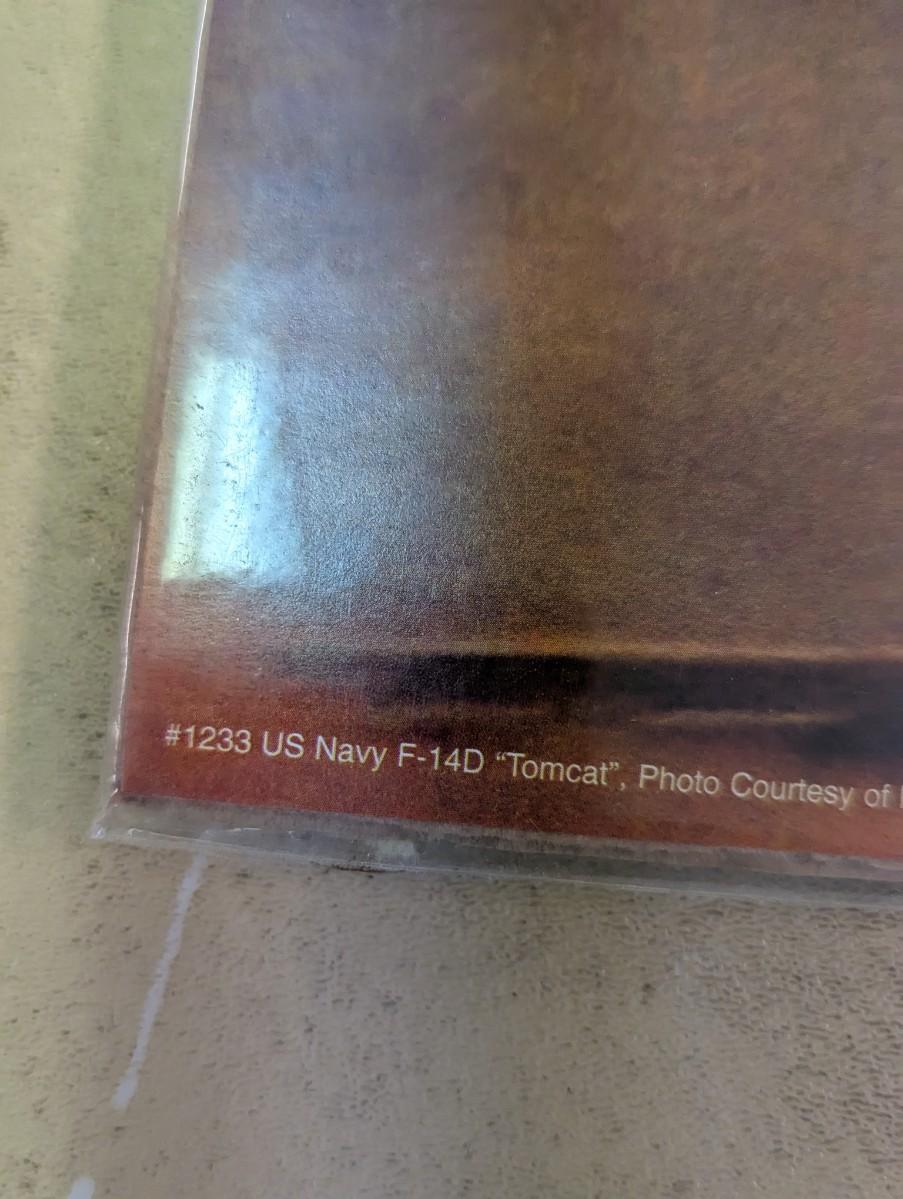 #1233 US Navy F-14D “Tomcat”, Photo Courtesy of